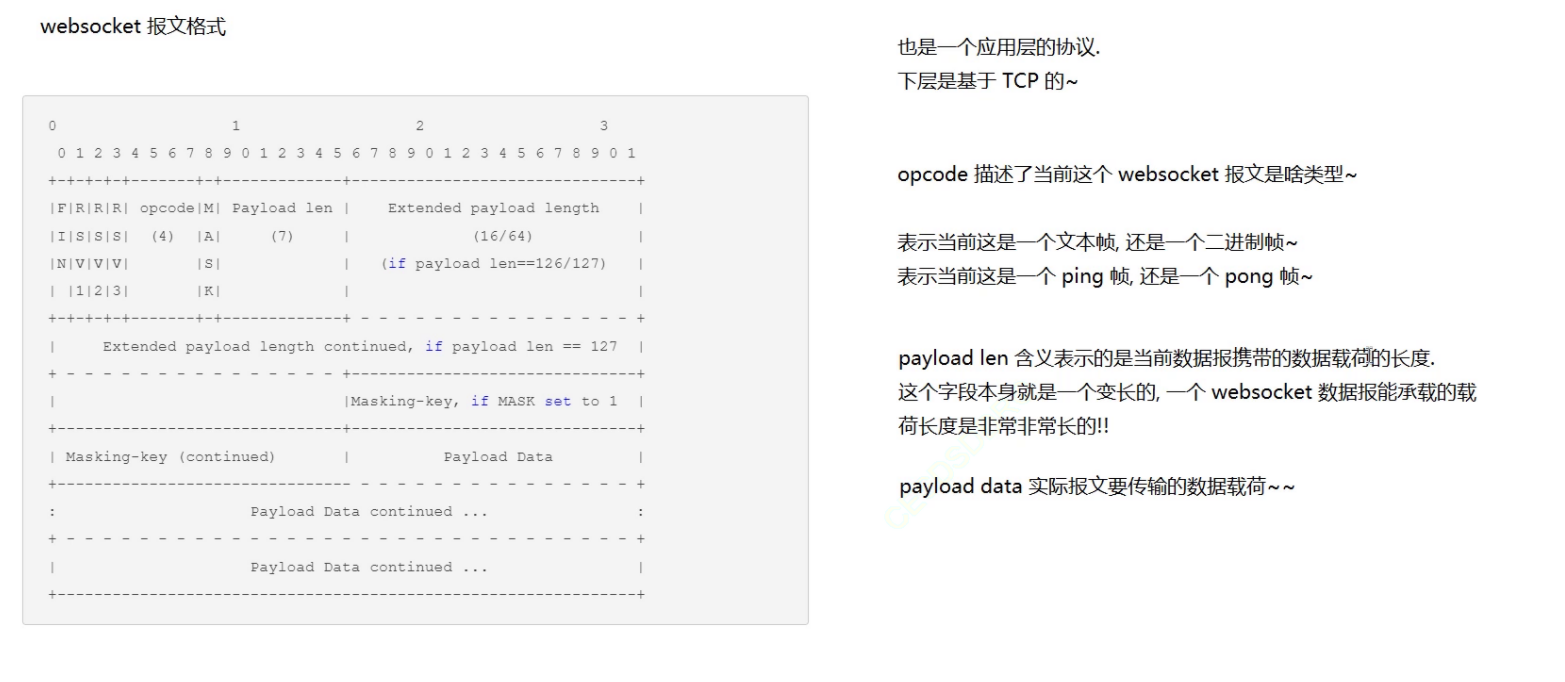 websocket 报文格式
0                   1                   2                   3
 0 1 2 3 4 5 6 7 8 9 0 1 2 3 4 5 6 7 8 9 0 1 2 3 4 5 6 7 8 9 0 1
+-+-+-+-+-------+-+-------------+-------------------------------+
|F|R|R|R| opcode|M| Payload len |    Extended payload length    |
|I|S|S|S|  (4)  |A|     (7)     |             (16/64)           |
|N|V|V|V|       |S|             |   (if payload len==126/127)   |
| |1|2|3|       |K|             |                               |
+-+-+-+-+-------+-+-------------+ - - - - - - - - - - - - - - - +
|     Extended payload length continued, if payload len == 127  |
+ - - - - - - - - - - - - - - - +-------------------------------+
|                               |Masking-key, if MASK set to 1  |
+-------------------------------+-------------------------------+
| Masking-key (continued)       |          Payload Data         |
+-------------------------------- - - - - - - - - - - - - - - - +
:                     Payload Data continued ...                :
+ - - - - - - - - - - - - - - - - - - - - - - - - - - - - - - - +
|                     Payload Data continued ...                |
+---------------------------------------------------------------+
也是一个应用层的协议.
下层是基于 TCP 的~
opcode 描述了当前这个 websocket 报文是啥类型~
表示当前这是一个文本帧, 还是一个二进制帧~
表示当前这是一个 ping 帧, 还是一个 pong 帧~
payload len 含义表示的是当前数据报携带的数据载荷的长度.
这个字段本身就是一个变长的, 一个 websocket 数据报能承载的载
荷长度是非常非常长的!!
payload data 实际报文要传输的数据载荷~~